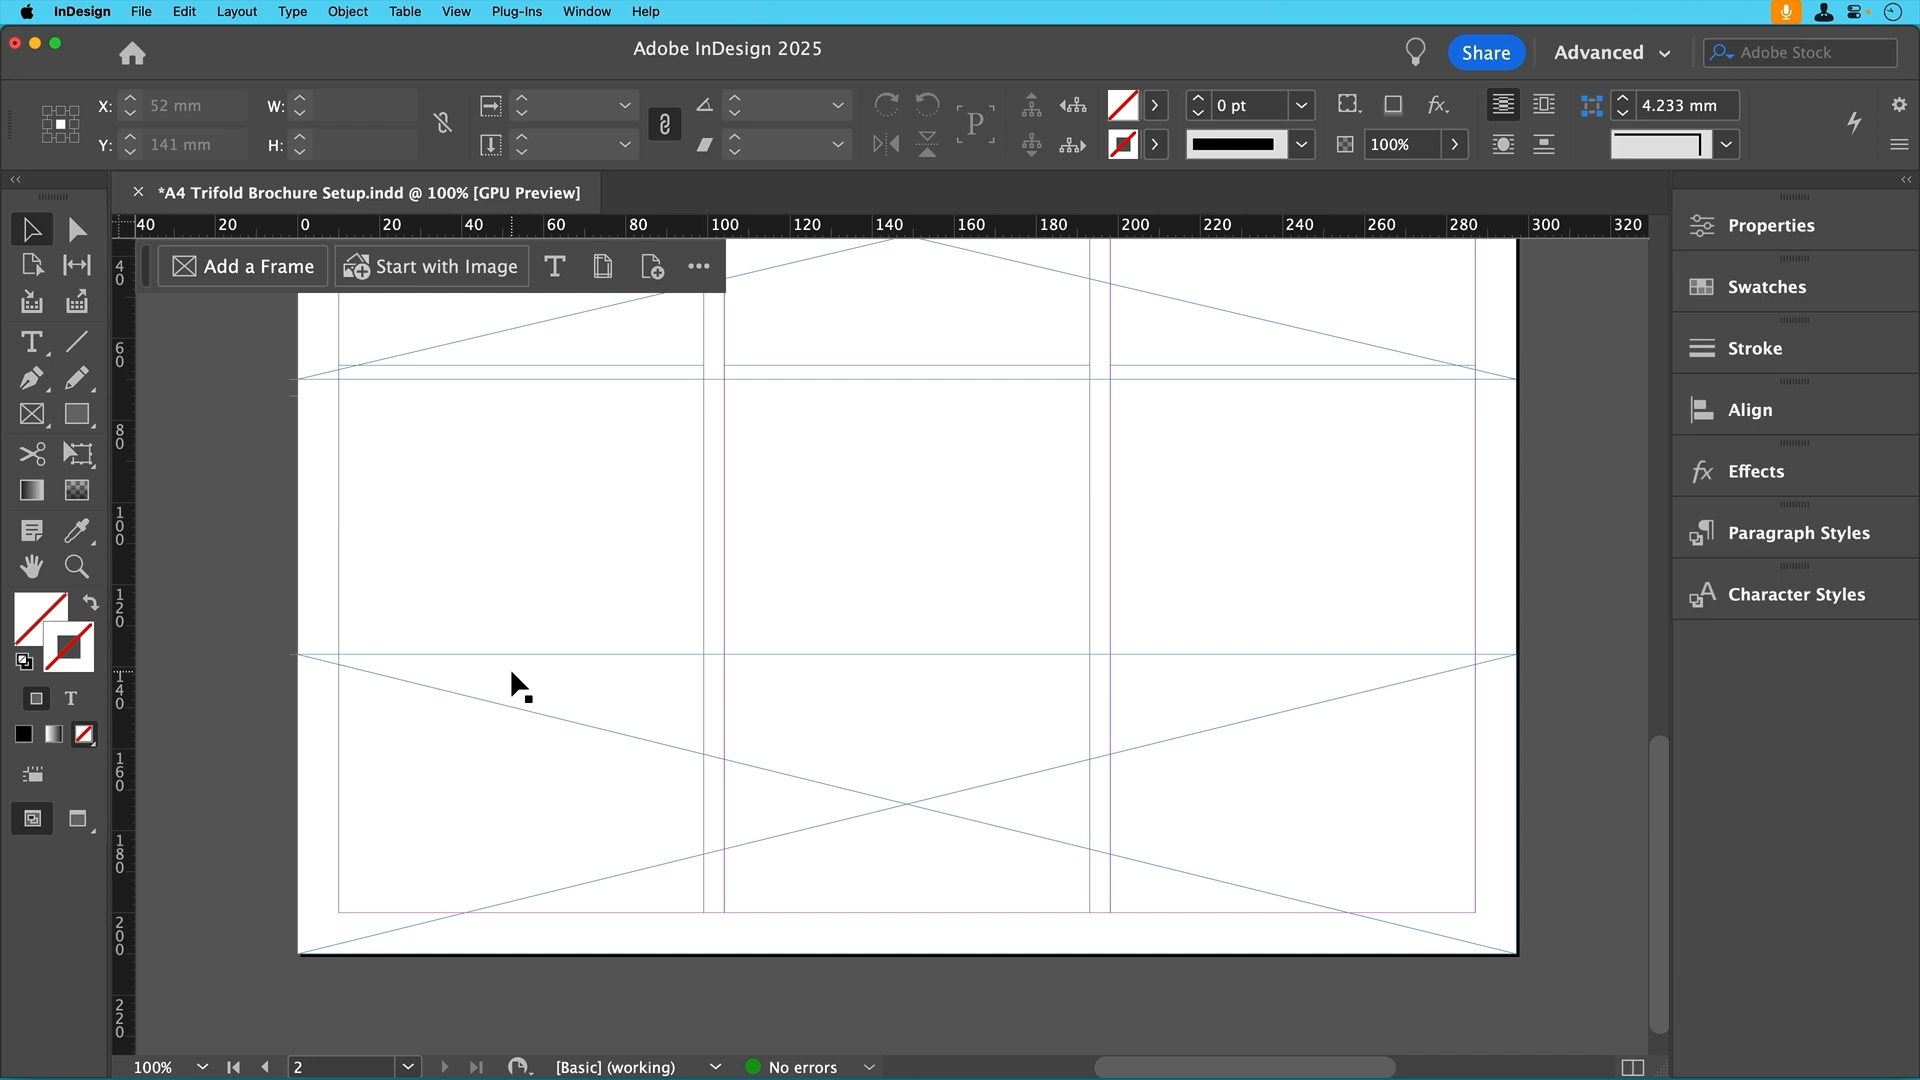 InDesign File Edit Layout Type Object Table View Plug-Ins Window Help
Adobe InDesign 2025
Share
Advanced
Adobe Stock
X: 52 mm
W:
0 pt
fx.
4.233 mm
Y: 141 mm
H:
P
100%
*A4 Trifold Brochure Setup.indd @ 100% [GPU Preview]
40 20 0 20 40 60 80 100 120 140 160 180 200 220 240 260 280 300 320
Add a Frame
Start with Image
T
40
60
80
100
120
140
160
180
200
220
T
T
Properties
Swatches
Stroke
Align
fx Effects
Paragraph Styles
A Character Styles
100%
2
[Basic] (working)
No errors